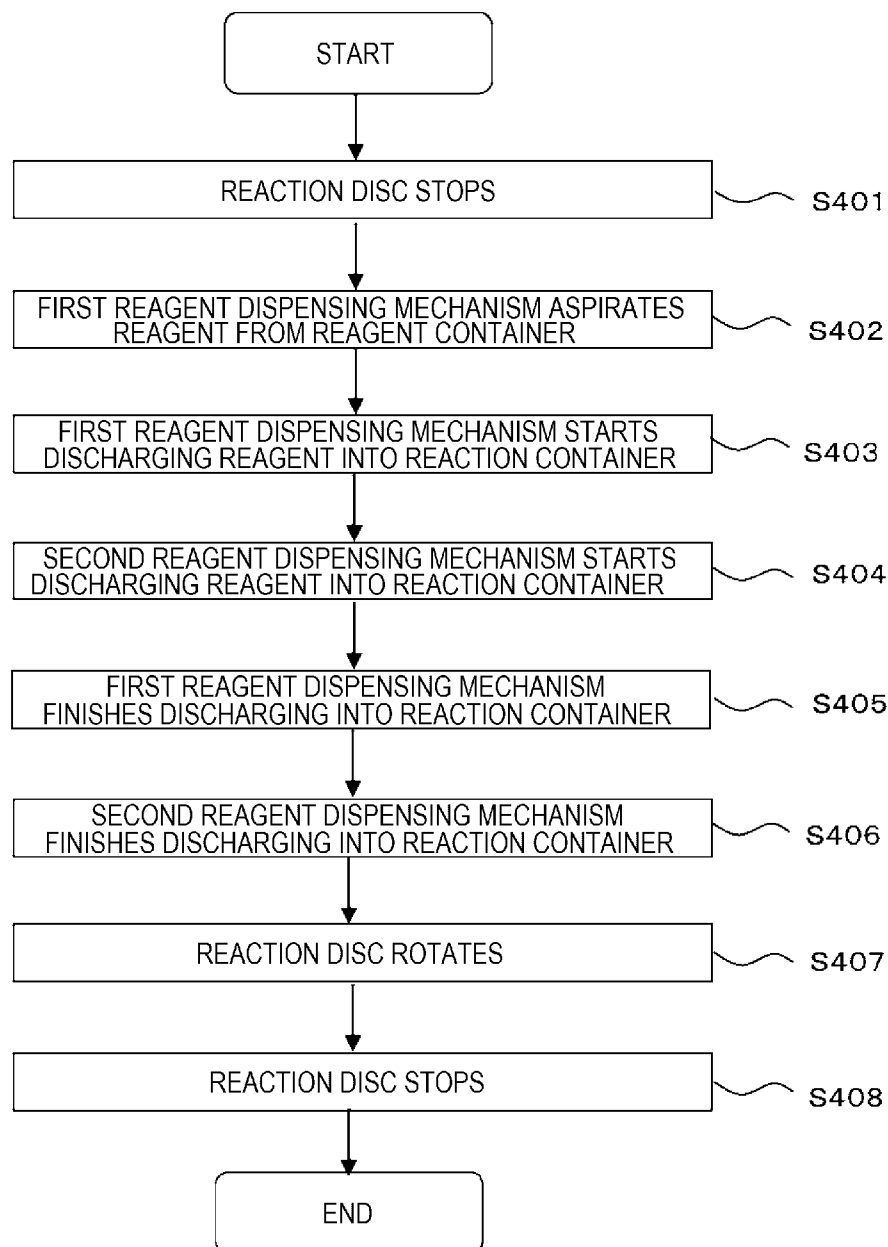 START
REACTION DISC STOPS
S401
FIRST REAGENT DISPENSING MECHANISM ASPIRATES
REAGENT FROM REAGENT CONTAINER
S402
FIRST REAGENT DISPENSING MECHANISM STARTS
DISCHARGING REAGENT INTO REACTION CONTAINER
S403
SECOND REAGENT DISPENSING MECHANISM STARTS
DISCHARGING REAGENT INTO REACTION CONTAINER
S404
FIRST REAGENT DISPENSING MECHANISM
FINISHES DISCHARGING INTO REACTION CONTAINER
S405
SECOND REAGENT DISPENSING MECHANISM
FINISHES DISCHARGING INTO REACTION CONTAINER
S406
REACTION DISC ROTATES
S407
REACTION DISC STOPS
S408
END